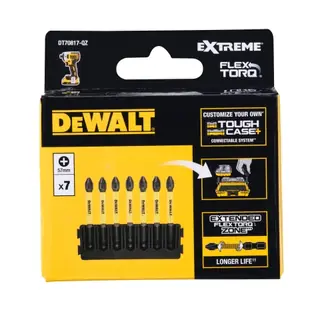 DT70817-QZ
EXTREME
FLEX
TORQ
DEWALT
CUSTOMIZE YOUR OWN*
TOUGH
CASE+
CONNECTABLE SYSTEM
57mm
x7
EXTENDED
FLEXTORQ
ZONE
LONGER LIFE